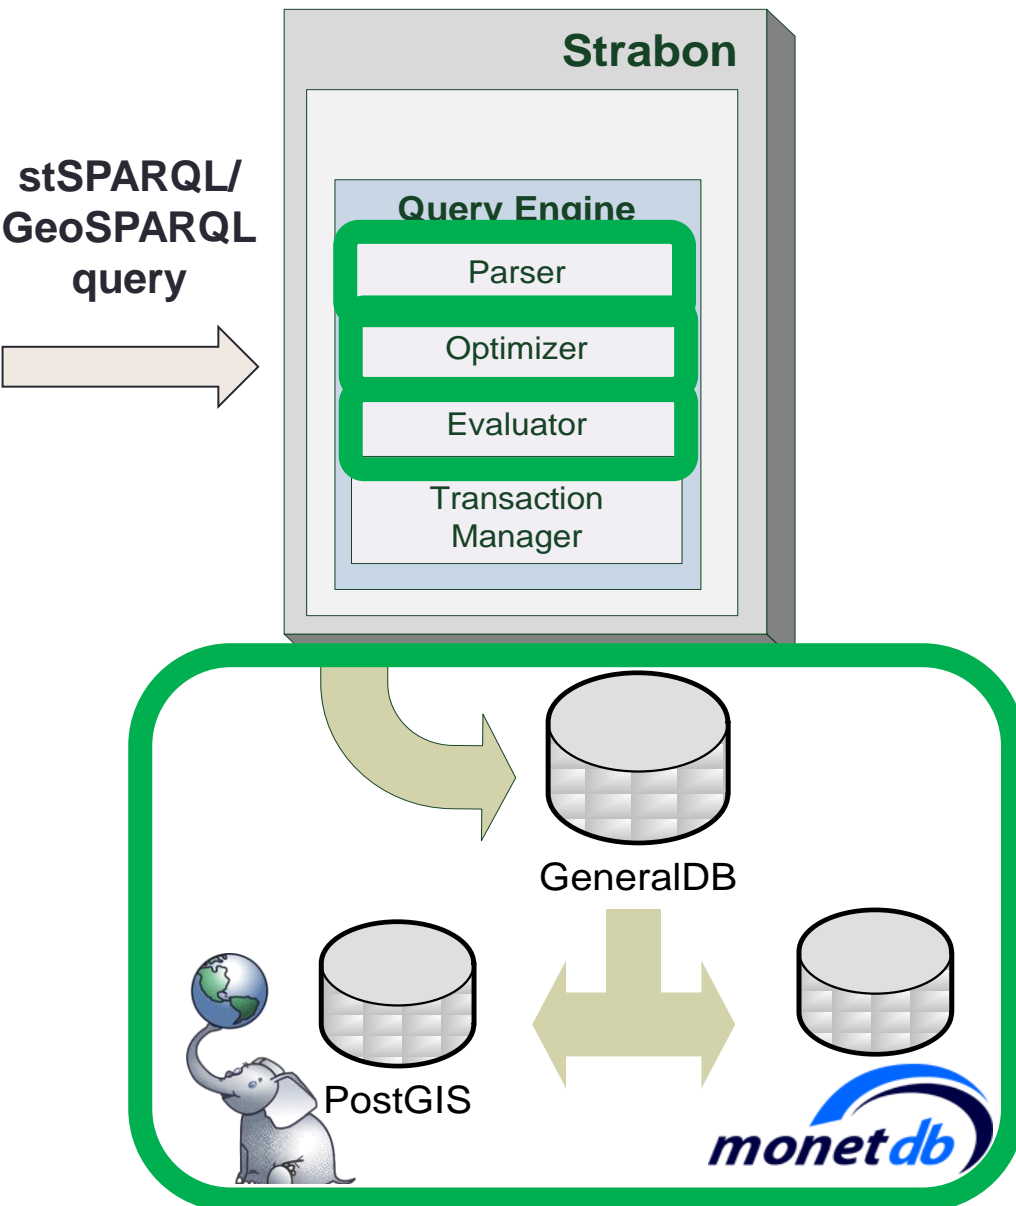 Strabon
stSPARQL/
GeoSPARQL
query
Query Engine
Parser
Optimizer
Evaluator
Transaction
Manager
GeneralDB
PostGIS
monetdb